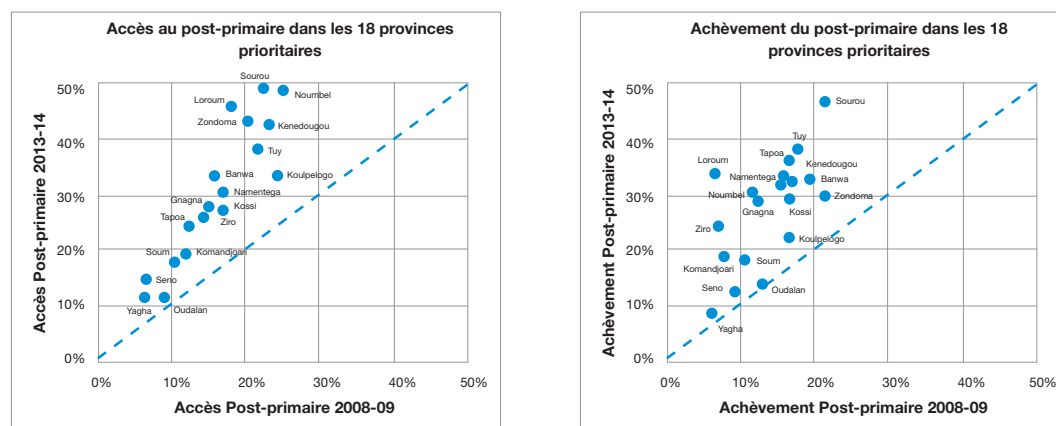 Accès au post-primaire dans les 18 provinces
prioritaires
Accès Post-primaire 2013-14
50%
40%
30%
20%
10%
0%
Sourou
Noumbel
Loroum
Zondoma
Kenedougou
Tuy
Banwa
Koulpelogo
Namentega
Gnagna
Kossi
Tapoa
Ziro
Soum
Komandjoari
Seno
Yagha
Oudalan
0%
10%
20%
30%
40%
50%
Accès Post-primaire 2008-09
Achèvement du post-primaire dans les 18
provinces prioritaires
Achèvement Post-primaire 2013-14
50%
40%
30%
20%
10%
0%
Sourou
Tuy
Tapoa
Kenedougou
Loroum
Namentega
Banwa
Noumbel
Zondoma
Gnagna
Kossi
Ziro
Koulpelogo
Komandjoari
Soum
Seno
Oudalan
Yagha
0%
10%
20%
30%
40%
50%
Achèvement Post-primaire 2008-09